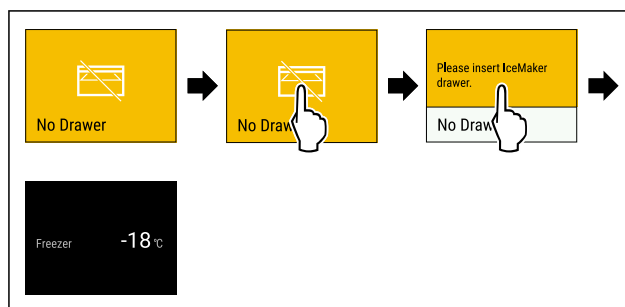 No Drawer
No Draw
Please insert IceMaker
drawer.
No Draw
Freezer -18 °C